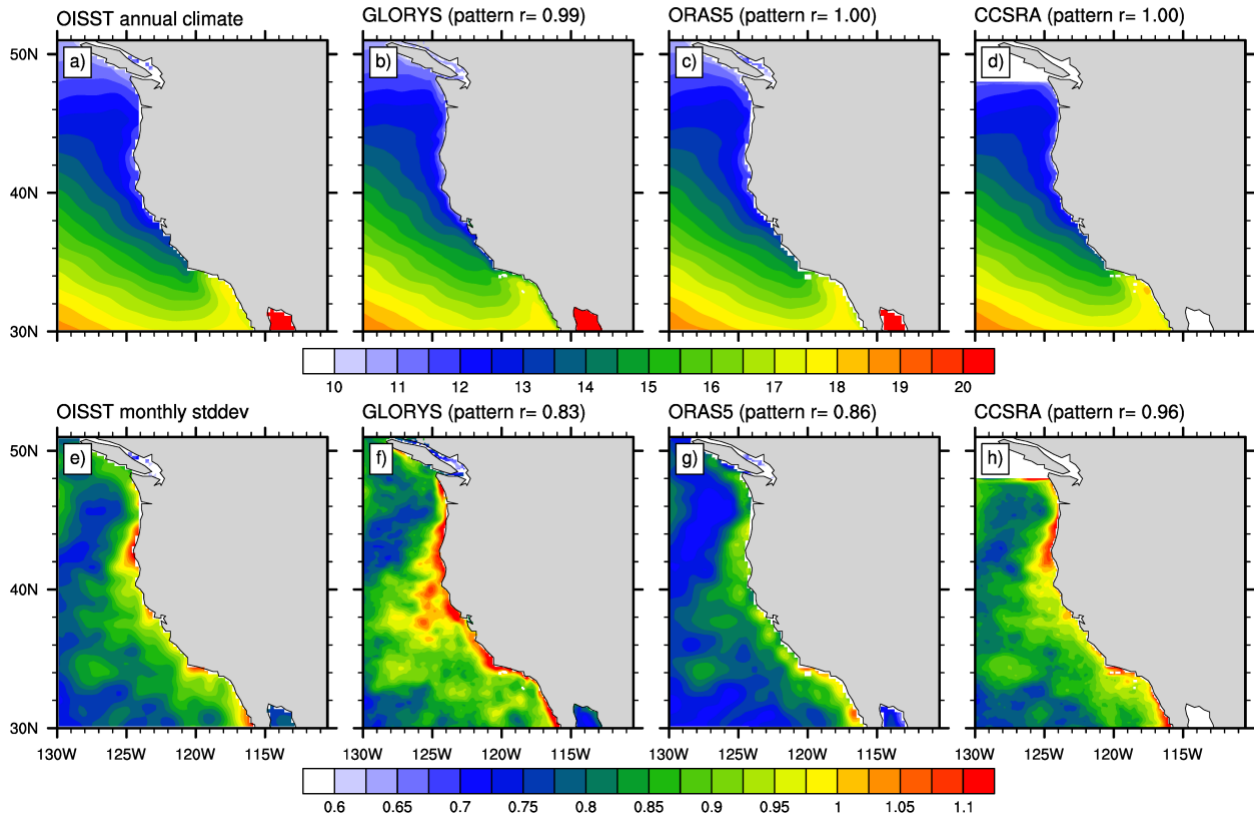 OISST annual climate GLORYS (pattern r= 0.99) ORAS5 (pattern r= 1.00) CCSRA (pattern r= 1.00)
50N a) b) c) d)
40N
30N
10 11 12 13 14 15 16 17 18 19 20
OISST monthly stddev GLORYS (pattern r= 0.83) ORAS5 (pattern r= 0.86) CCSRA (pattern r= 0.96)
50N e) f) g) h)
40N
30N
130W 125W 120W 115W 130W 125W 120W 115W 130W 125W 120W 115W 130W 125W 120W 115W
0.6 0.65 0.7 0.75 0.8 0.85 0.9 0.95 1 1.05 1.1